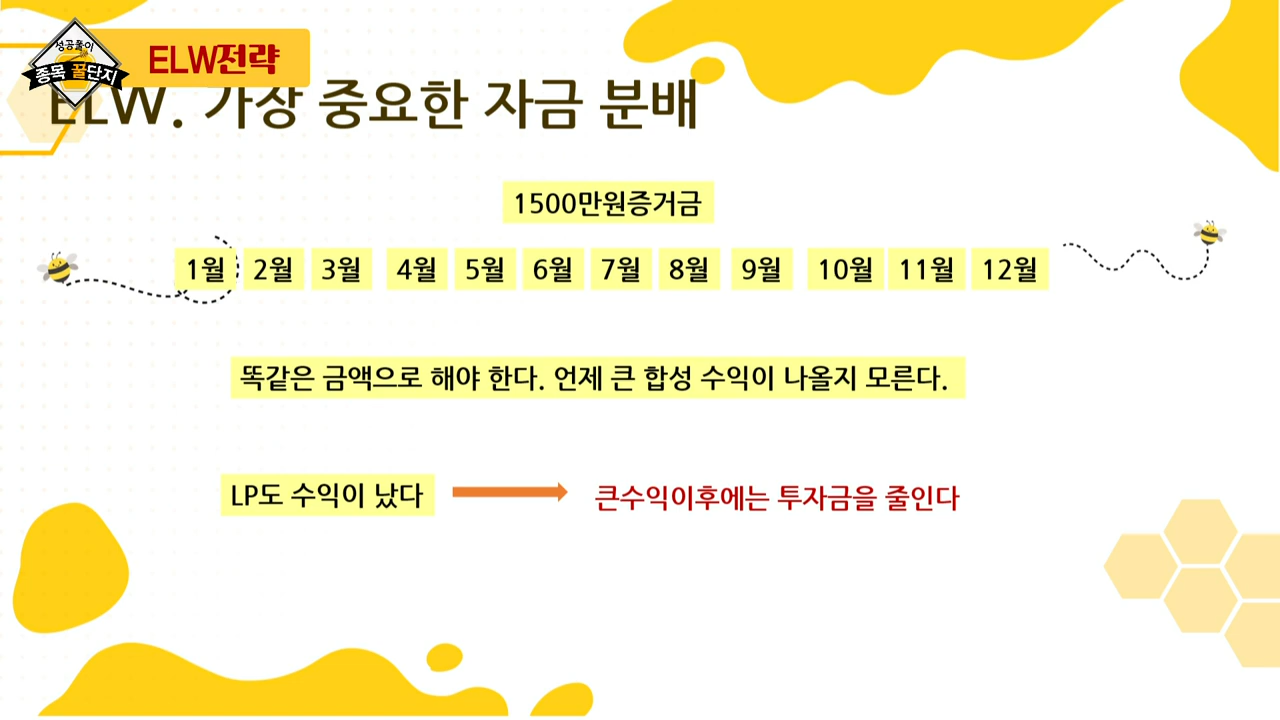 성공돌이
종목 꿀단지
ELW전략
ELW. 가장 중요한 자금 분배
1500만원증거금
1월 2월 3월 4월 5월 6월 7월 8월 9월 10월 11월 12월
똑같은 금액으로 해야 한다. 언제 큰 합성 수익이 나올지 모른다.
LP도 수익이 났다
큰수익이후에는 투자금을 줄인다